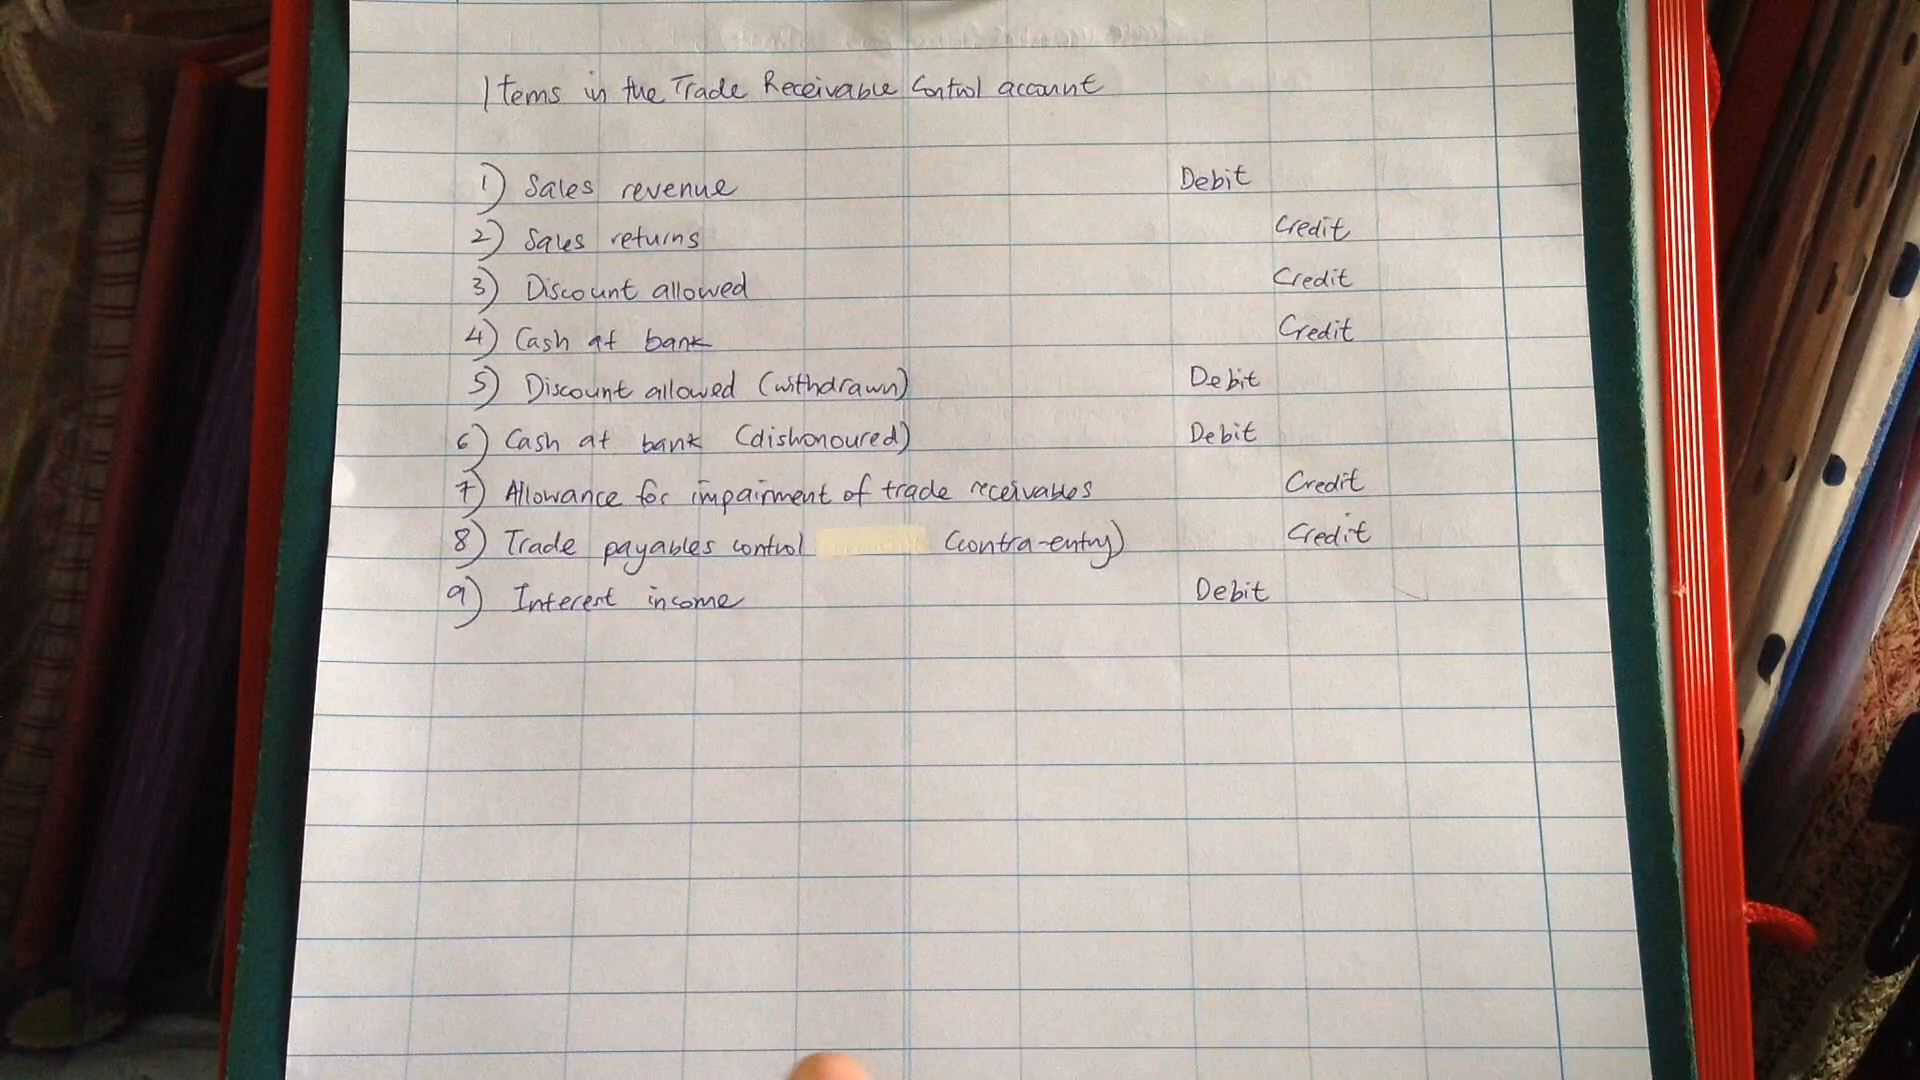 Items in the Trade Receivable Control account
1) Sales revenue Debit
2) Sales returns Credit
3) Discount allowed Credit
4) Cash at bank Credit
5) Discount allowed (withdrawn) Debit
6) Cash at bank (dishonoured) Debit
7) Allowance for impairment of trade receivables Credit
8) Trade payables control (contra-entry) Credit
9) Interest income Debit